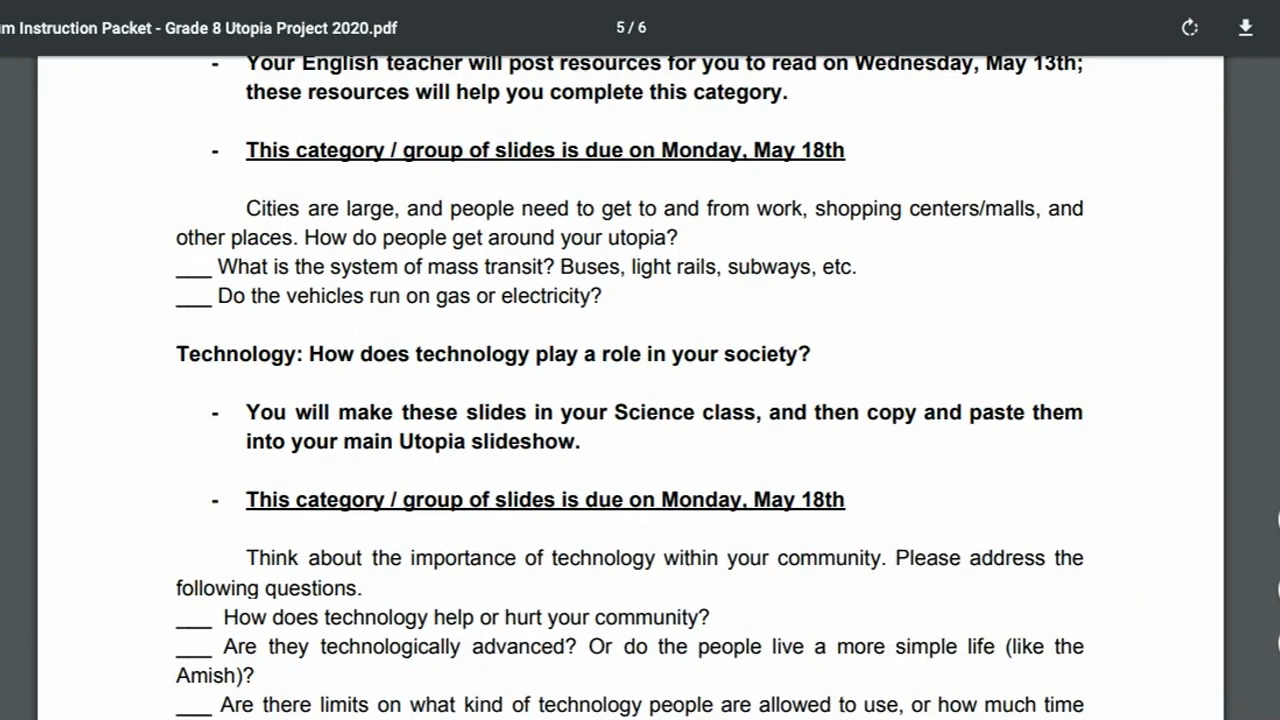 um Instruction Packet - Grade 8 Utopia Project 2020.pdf
5 / 6
- Your English teacher will post resources for you to read on Wednesday, May 13th;
these resources will help you complete this category.
- This category / group of slides is due on Monday, May 18th
Cities are large, and people need to get to and from work, shopping centers/malls, and
other places. How do people get around your utopia?
___ What is the system of mass transit? Buses, light rails, subways, etc.
___ Do the vehicles run on gas or electricity?
Technology: How does technology play a role in your society?
- You will make these slides in your Science class, and then copy and paste them
into your main Utopia slideshow.
- This category / group of slides is due on Monday, May 18th
Think about the importance of technology within your community. Please address the
following questions.
___ How does technology help or hurt your community?
___ Are they technologically advanced? Or do the people live a more simple life (like the
Amish)?
___ Are there limits on what kind of technology people are allowed to use, or how much time